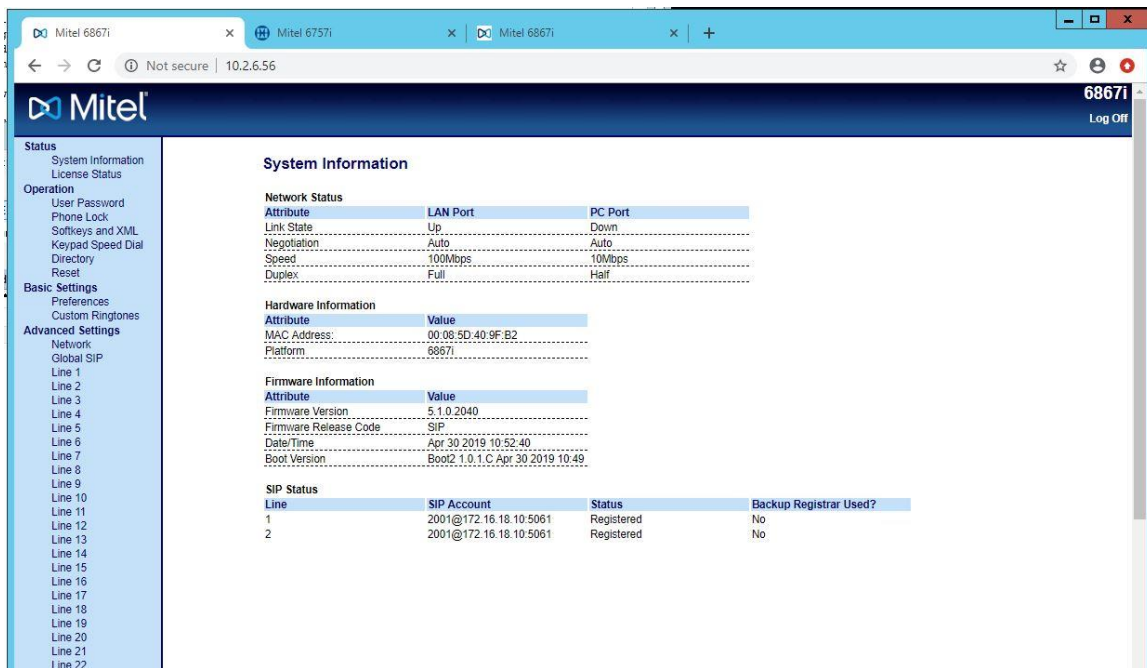 Mitel 6867i
Mitel 6757i
Mitel 6867i
Not secure | 10.2.6.56
Mitel
6867i
Log Off
Status
System Information
License Status
Operation
User Password
Phone Lock
Softkeys and XML
Keypad Speed Dial
Directory
Reset
Basic Settings
Preferences
Custom Ringtones
Advanced Settings
Network
Global SIP
Line 1
Line 2
Line 3
Line 4
Line 5
Line 6
Line 7
Line 8
Line 9
Line 10
Line 11
Line 12
Line 13
Line 14
Line 15
Line 16
Line 17
Line 18
Line 19
Line 20
Line 21
Line 22
System Information
Network Status
Attribute LAN Port PC Port
Link State Up Down
Negotiation Auto Auto
Speed 100Mbps 10Mbps
Duplex Full Half
Hardware Information
Attribute Value
MAC Address: 00:08:5D:40:9F:B2
Platform 6867i
Firmware Information
Attribute Value
Firmware Version 5.1.0.2040
Firmware Release Code SIP
Date/Time Apr 30 2019 10:52:40
Boot Version Boot2 1.0.1.C Apr 30 2019 10:49
SIP Status
Line SIP Account Status Backup Registrar Used?
1 2001@172.16.18.10:5061 Registered No
2 2001@172.16.18.10:5061 Registered No